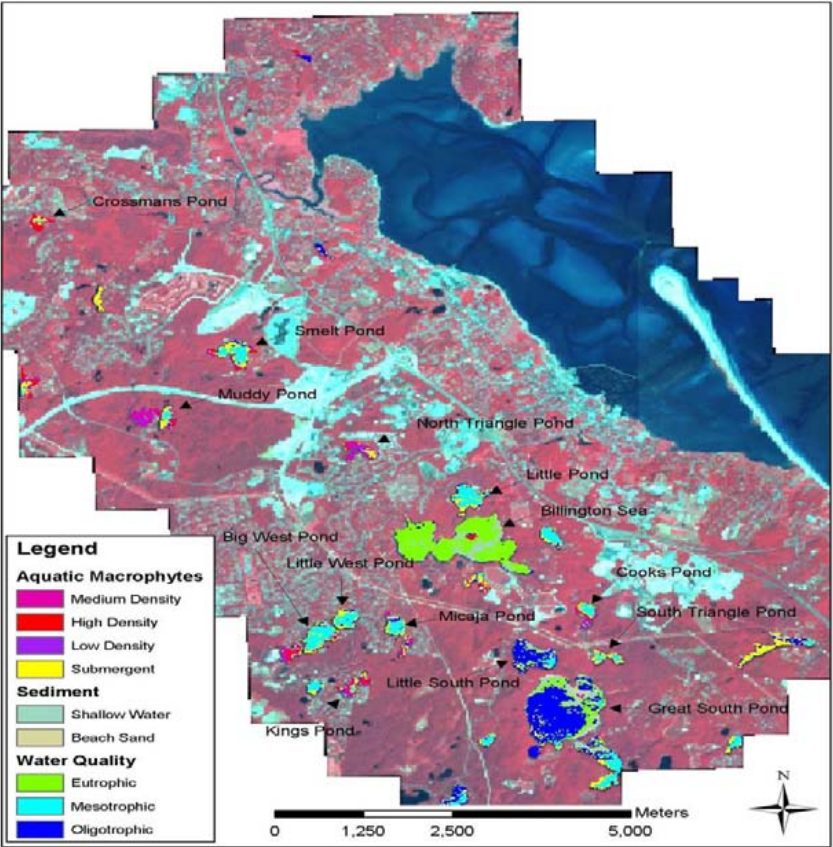 Crossmans Pond
Smelt Pond
Muddy Pond
North Triangle Pond
Little Pond
Billington Sea
Big West Pond
Little West Pond
Cooks Pond
Micaja Pond
South Triangle Pond
Little South Pond
Great South Pond
Kings Pond
Legend
Aquatic Macrophytes
Medium Density
High Density
Low Density
Submergent
Sediment
Shallow Water
Beach Sand
Water Quality
Eutrophic
Mesotrophic
Oligotrophic
N
Meters
0 1,250 2,500 5,000